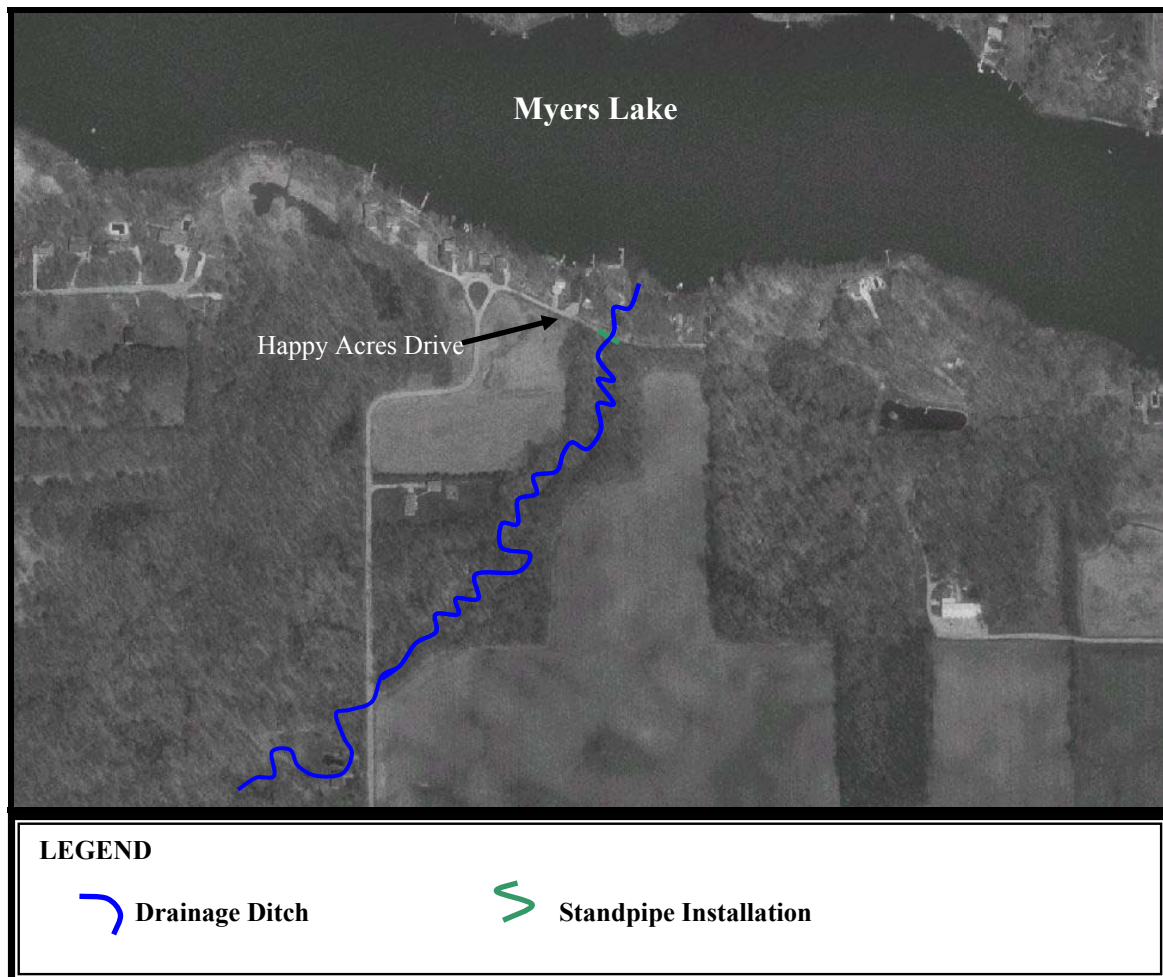 Myers Lake
Happy Acres Drive
LEGEND
Drainage Ditch
Standpipe Installation